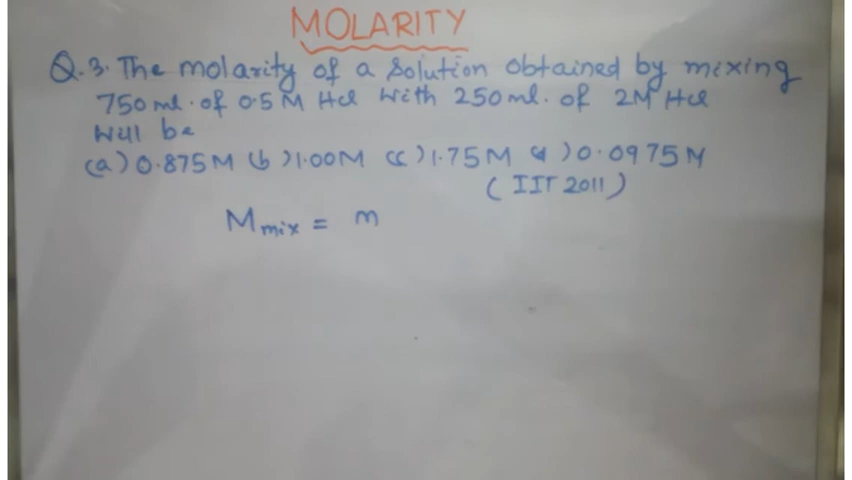 MOLARITY
Q.3. The molarity of a solution obtained by mixing
750 ml. of 0.5 M Hcl with 250 ml. of 2M Hcl
will be
(a) 0.875 M (b) 1.00 M (c) 1.75 M (d) 0.0975 M
(IIT 2011)
Mmix = m